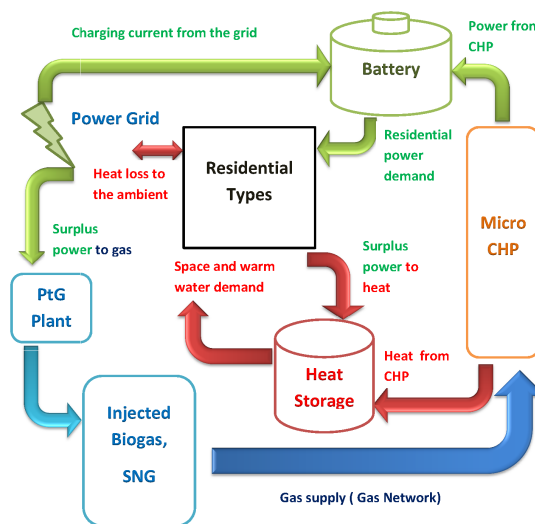 Charging current from the grid
Power from
CHP
Battery
Power Grid
Residential
power
demand
Heat loss to
the ambient
Residential
Types
Micro
CHP
Surplus
power to gas
Space and warm
water demand
Surplus
power to
heat
PtG
Plant
Heat
Storage
Heat from
CHP
Injected
Biogas,
SNG
Gas supply ( Gas Network)